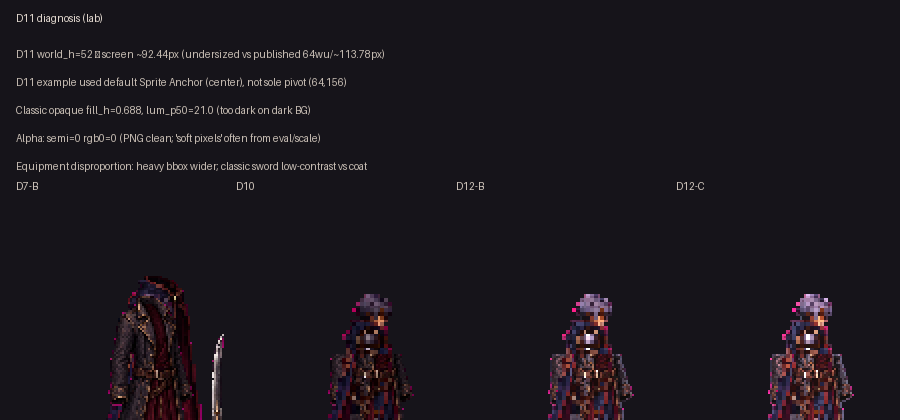 D11 diagnosis (lab)
D11 world_h=52 screen ~92.44px (undersized vs published 64wu/~113.78px)
D11 example used default Sprite Anchor (center), not sole pivot (64,156)
Classic opaque fill_h=0.688, lum_p50=21.0 (too dark on dark BG)
Alpha: semi=0 rgb0=0 (PNG clean; 'soft pixels' often from eval/scale)
Equipment disproportion: heavy bbox wider; classic sword low-contrast vs coat
D7-B D10 D12-B D12-C